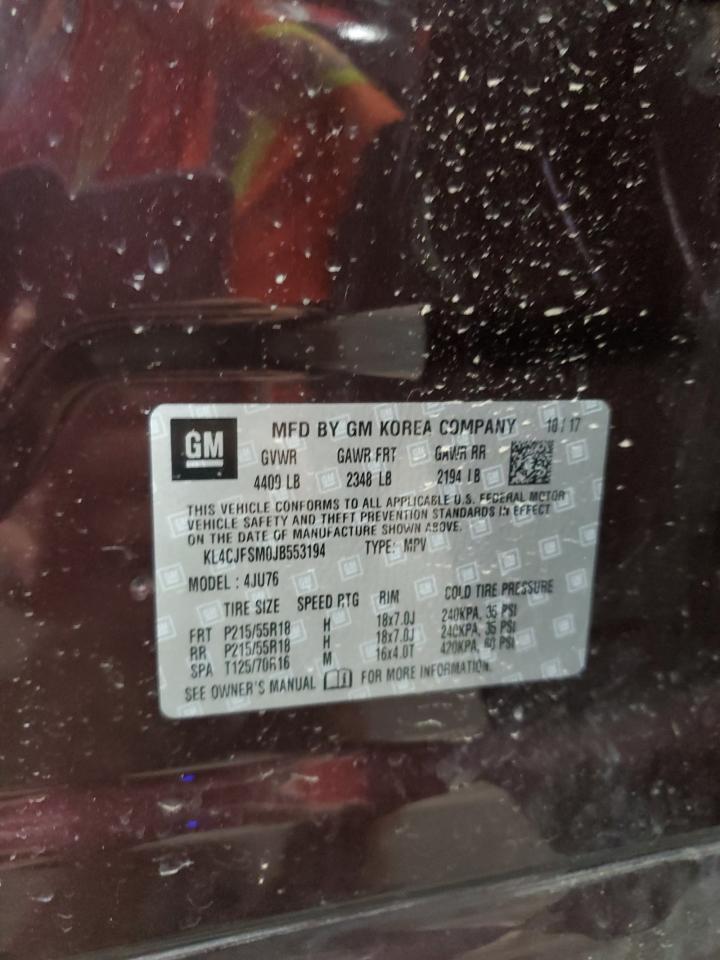 GM MFD BY GM KOREA COMPANY 10/17
GVWR GAWR FRT GAWR RR
4409 LB 2348 LB 2194 LB
THIS VEHICLE CONFORMS TO ALL APPLICABLE U.S. FEDERAL MOTOR
VEHICLE SAFETY AND THEFT PREVENTION STANDARDS IN EFFECT
ON THE DATE OF MANUFACTURE SHOWN ABOVE.
KL4CJFSM0JB553194 TYPE: MPV
MODEL : 4JU76
TIRE SIZE SPEED RTG RIM COLD TIRE PRESSURE
FRT P215/55R18 H 18x7.0J 240KPA, 35 PSI
RR P215/55R18 H 18x7.0J 240KPA, 35 PSI
SPA T125/70R16 M 16x4.0T 420KPA, 60 PSI
SEE OWNER'S MANUAL FOR MORE INFORMATION.